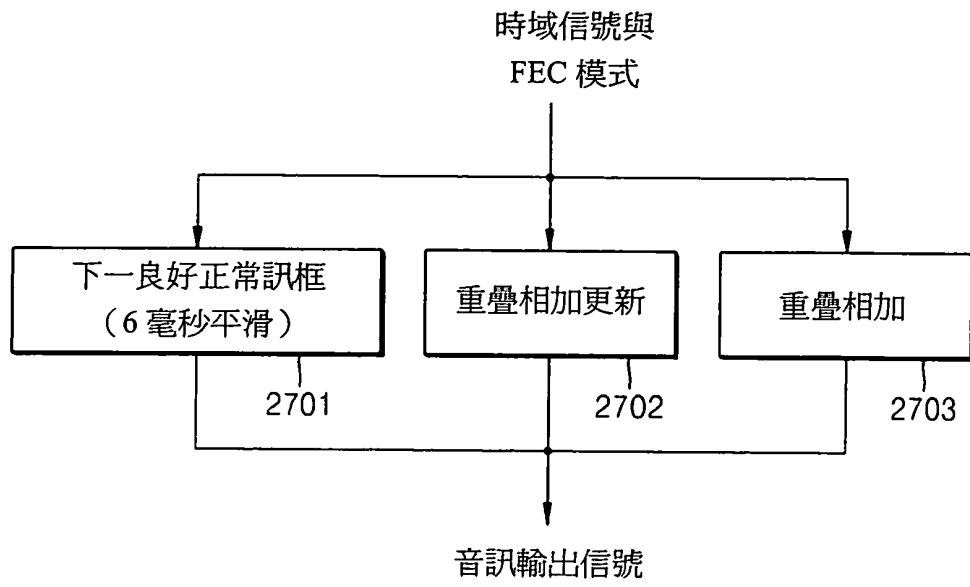 時域信號與
FEC 模式
下一良好正常訊框
（6 毫秒平滑）
2701
重疊相加更新
2702
重疊相加
2703
音訊輸出信號